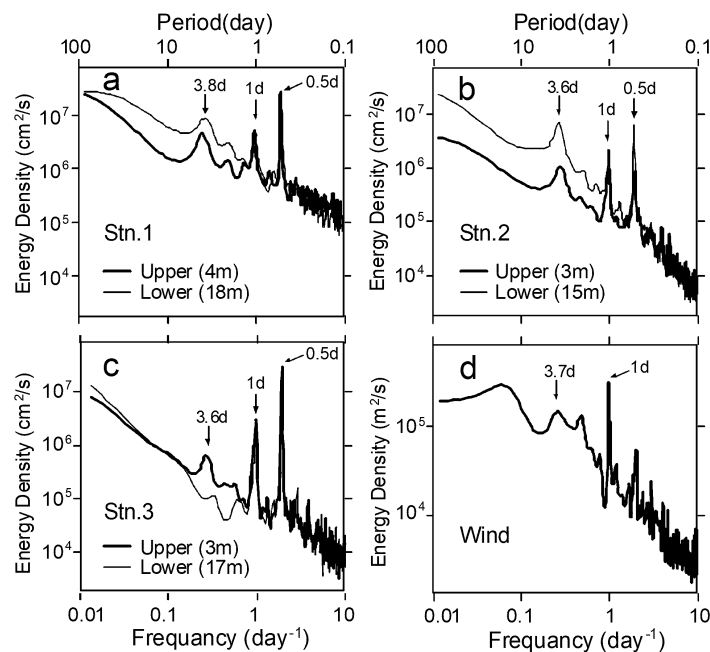 Period(day)
100 10 1 0.1
a
3.8d
1d
0.5d
10⁷
10⁶
10⁵
10⁴
Energy Density (cm²/s)
Stn.1
Upper (4m)
Lower (18m)
Period(day)
100 10 1 0.1
b
3.6d
1d
0.5d
10⁷
10⁶
10⁵
10⁴
Energy Density (cm²/s)
Stn.2
Upper (3m)
Lower (15m)
c
3.6d
1d
0.5d
10⁷
10⁶
10⁵
10⁴
Energy Density (cm²/s)
Stn.3
Upper (3m)
Lower (17m)
0.01 0.1 1 10
Frequancy (day⁻¹)
d
3.7d
1d
10⁵
10⁴
Energy Density (m²/s)
Wind
0.01 0.1 1 10
Frequancy (day⁻¹)